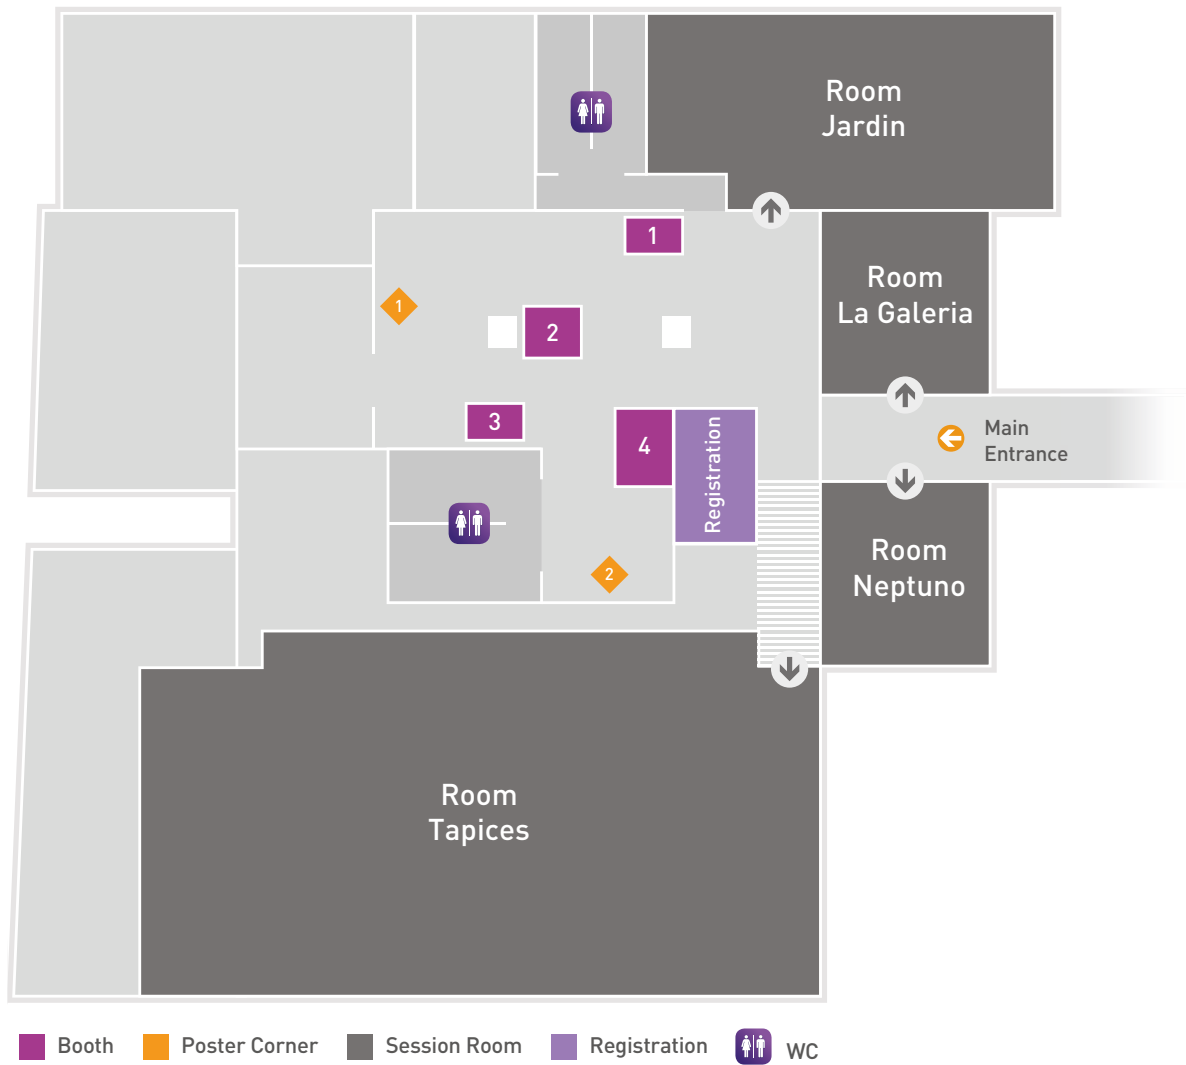 Room
Jardin
1
Room
La Galeria
1
2
3
4
Registration
Main
Entrance
Room
Neptuno
2
Room
Tapices
Booth
Poster Corner
Session Room
Registration
WC